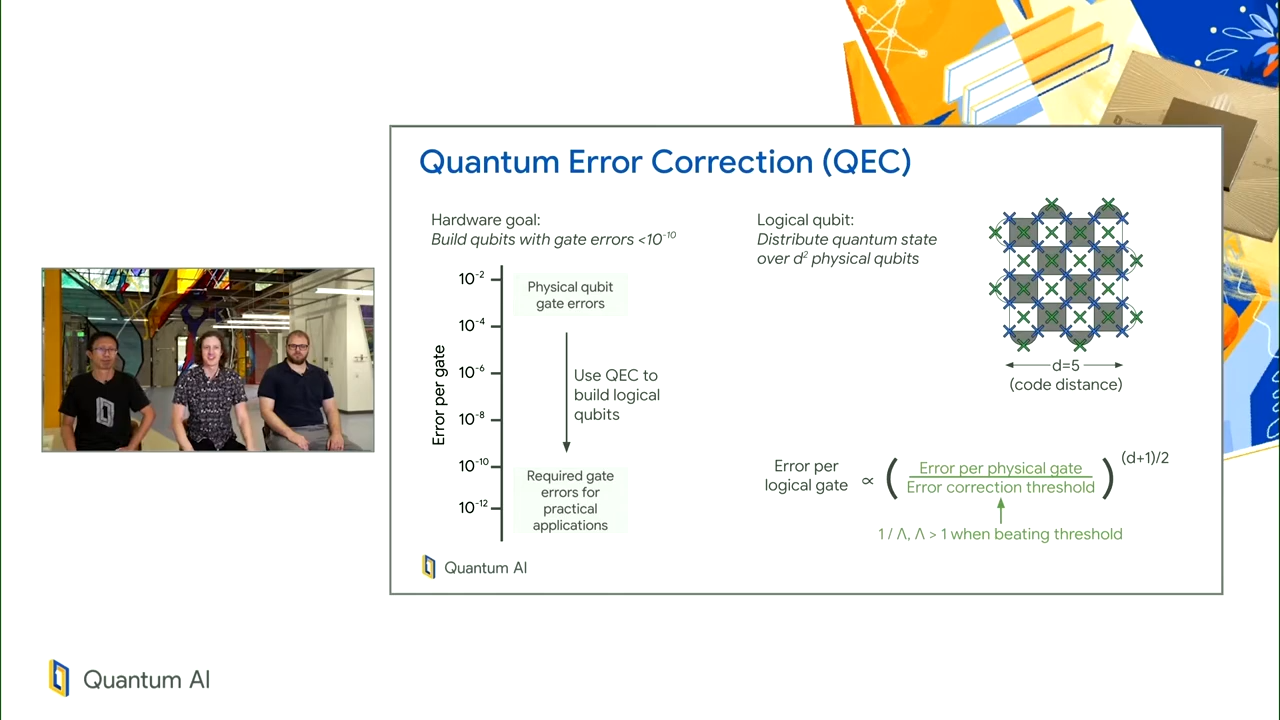 Quantum Error Correction (QEC)
Hardware goal:
Build qubits with gate errors <10⁻¹⁰
Error per gate
10⁻²
10⁻⁴
10⁻⁶
10⁻⁸
10⁻¹⁰
10⁻¹²
Physical qubit
gate errors
Use QEC to
build logical
qubits
Required gate
errors for
practical
applications
Logical qubit:
Distribute quantum state
over d² physical qubits
d=5
(code distance)
Error per
logical gate
∝
( Error per physical gate
Error correction threshold )
(d+1)/2
1 / Λ, Λ > 1 when beating threshold
Quantum AI
Quantum AI